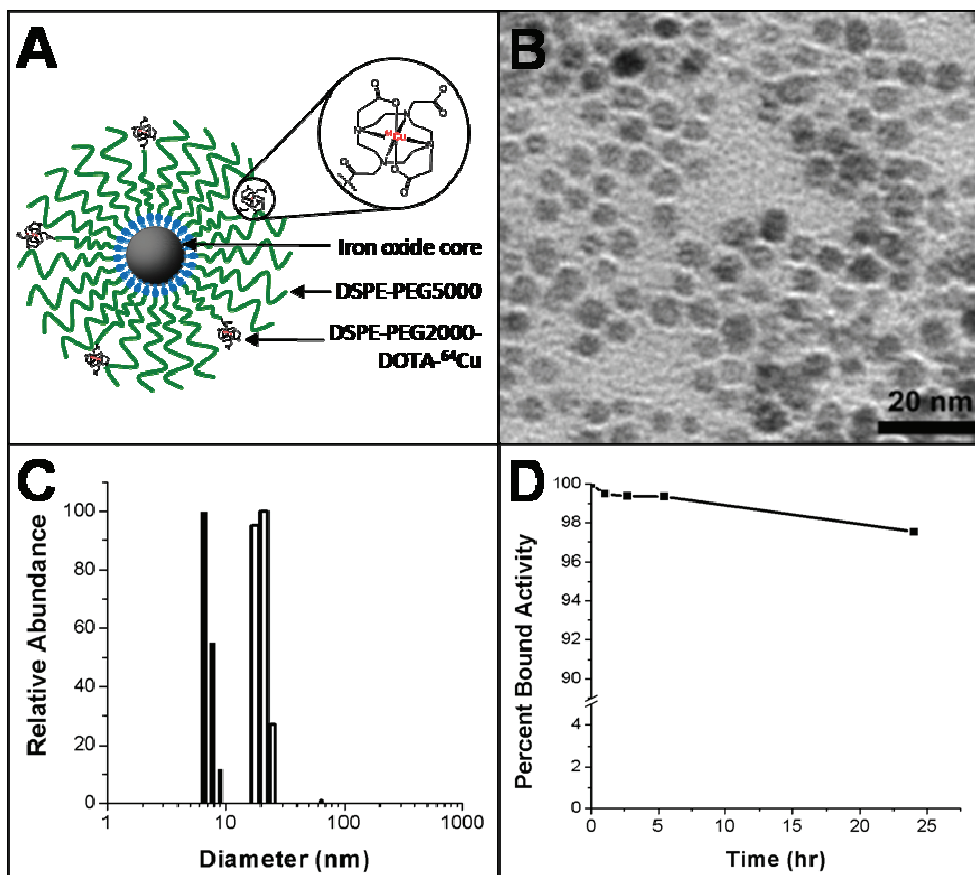 A
O
O
O
O
O
N
N
⁶⁴Cu
N
N
O
O
O
Iron oxide core
DSPE-PEG5000
DSPE-PEG2000-
DOTA-⁶⁴Cu
B
20 nm
C
Relative Abundance
100
80
60
40
20
0
1
10
100
1000
Diameter (nm)
D
Percent Bound Activity
100
98
96
94
92
90
4
2
0
0
5
10
15
20
25
Time (hr)